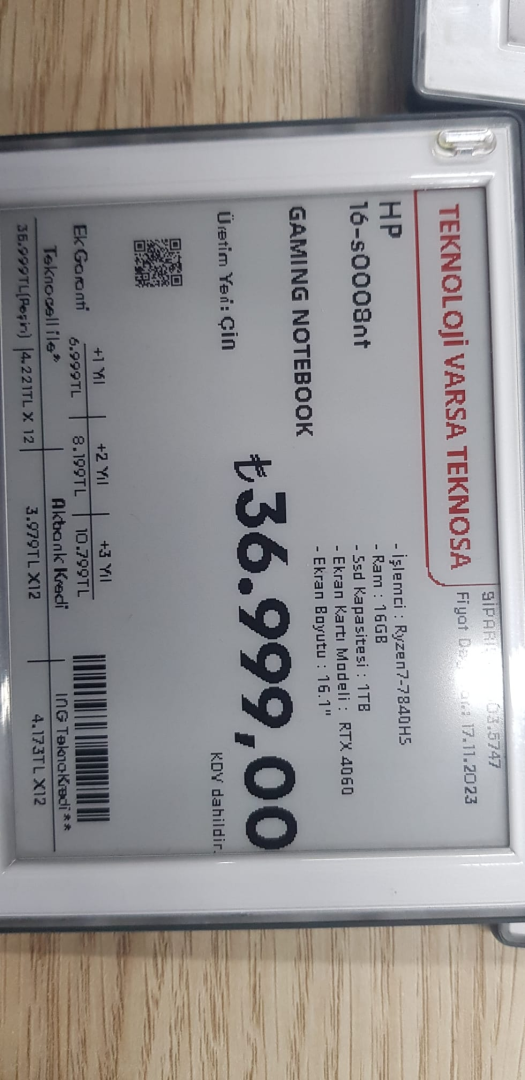 TEKNOLOJİ VARSA TEKNOSA
17.11.2023
HP
16-s0008nt
GAMING NOTEBOOK
- İşlemci : Ryzen7-7840HS
- Ram : 16GB
- Ssd Kapasitesi : 1TB
- Ekran Kartı Modeli : RTX 4060
- Ekran Boyutu : 16.1"
Üretim Yeri: Çin
₺36.999,00
KDV dahildir.
+1 Yıl +2 Yıl +3 Yıl
Ek Garanti 6.999TL 8.199TL 10.799TL
Teknocell ile* Akbank Kredi ING TeknoKredi**
36.999TL(Peşin) 4.221TL X 12 3.979TL X12 4.173TL X12